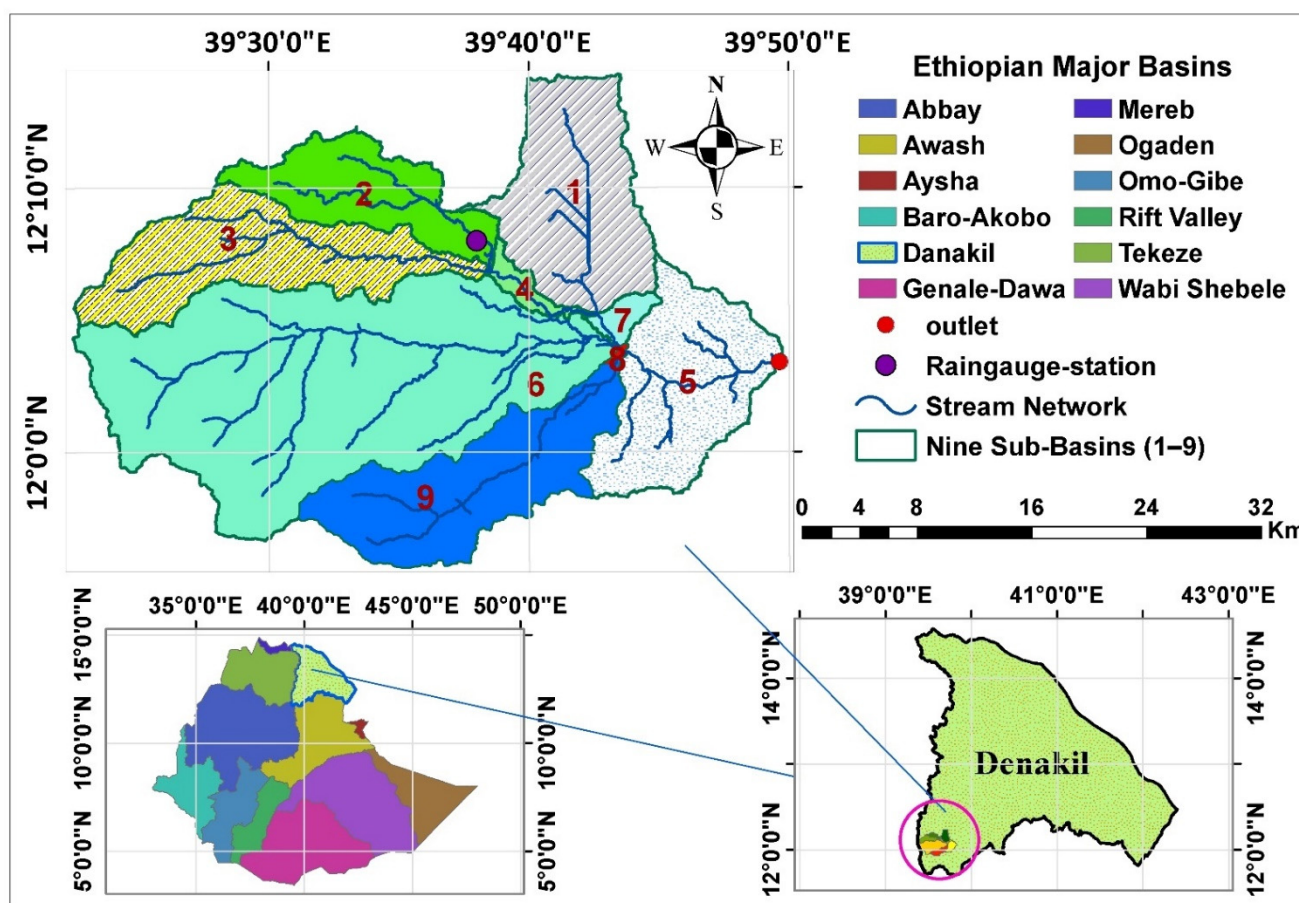 39°30'0"E 39°40'0"E 39°50'0"E
12°10'0"N
12°0'0"N
N
W E
S
1
2
3
4
7
8
5
6
9
Ethiopian Major Basins
Abbay
Awash
Aysha
Baro-Akobo
Danakil
Genale-Dawa
Mereb
Ogaden
Omo-Gibe
Rift Valley
Tekeze
Wabi Shebele
outlet
Raingauge-station
Stream Network
Nine Sub-Basins (1–9)
0 4 8 16 24 32
Km
35°0'0"E 40°0'0"E 45°0'0"E 50°0'0"E
15°0'0"N
10°0'0"N
5°0'0"N
15°0'0"N
10°0'0"N
5°0'0"N
39°0'0"E 41°0'0"E 43°0'0"E
14°0'0"N
12°0'0"N
Denakil
14°0'0"N
12°0'0"N